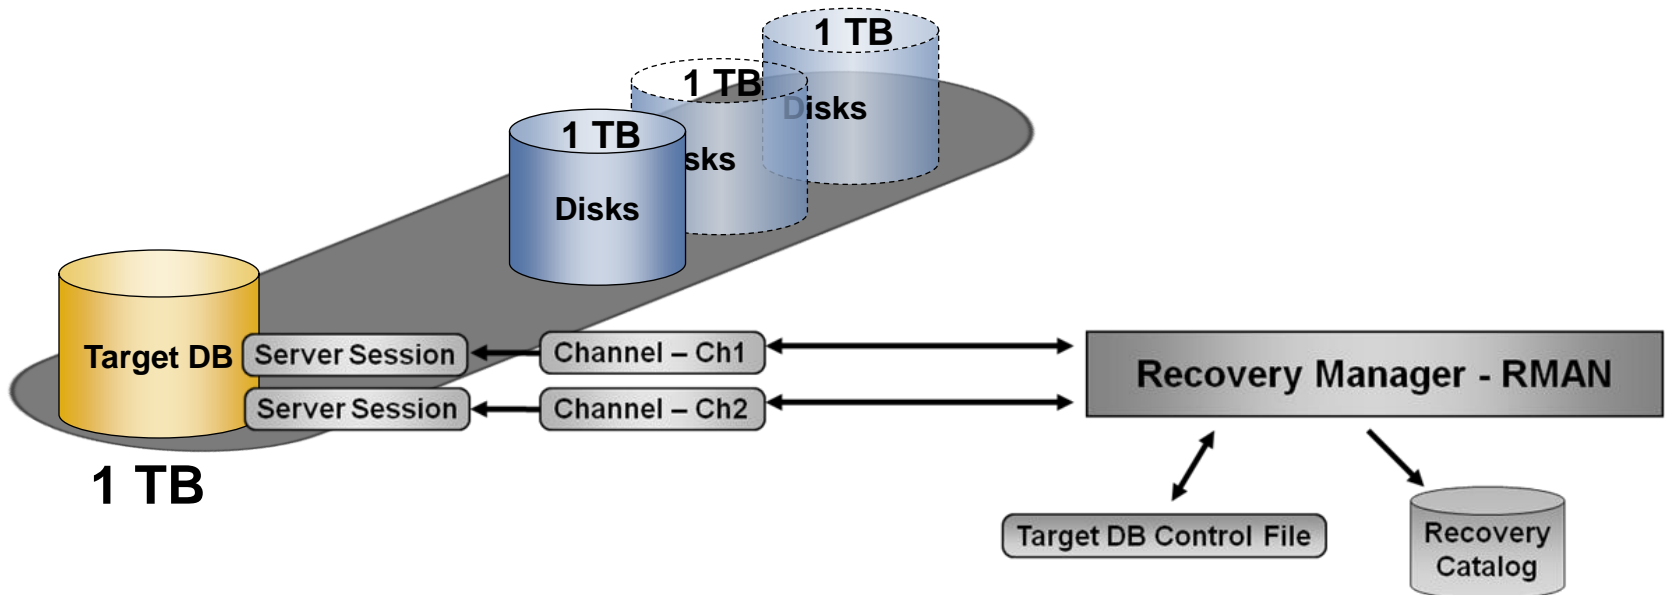 1 TB
Disks
1 TB
sks
1 TB
Disks
Target DB
1 TB
Server Session
Channel – Ch1
Server Session
Channel – Ch2
Recovery Manager - RMAN
Target DB Control File
Recovery
Catalog